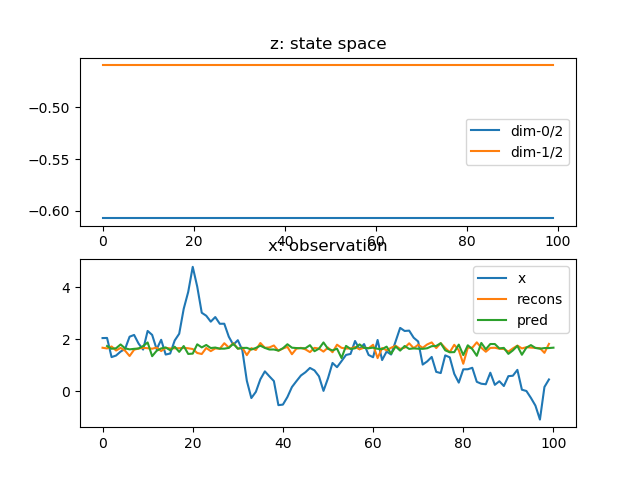 z: state space
−0.50
−0.55
−0.60
dim-0/2
dim-1/2
0 20 40 60 80 100
x: observation
4
2
0
x
recons
pred
0 20 40 60 80 100